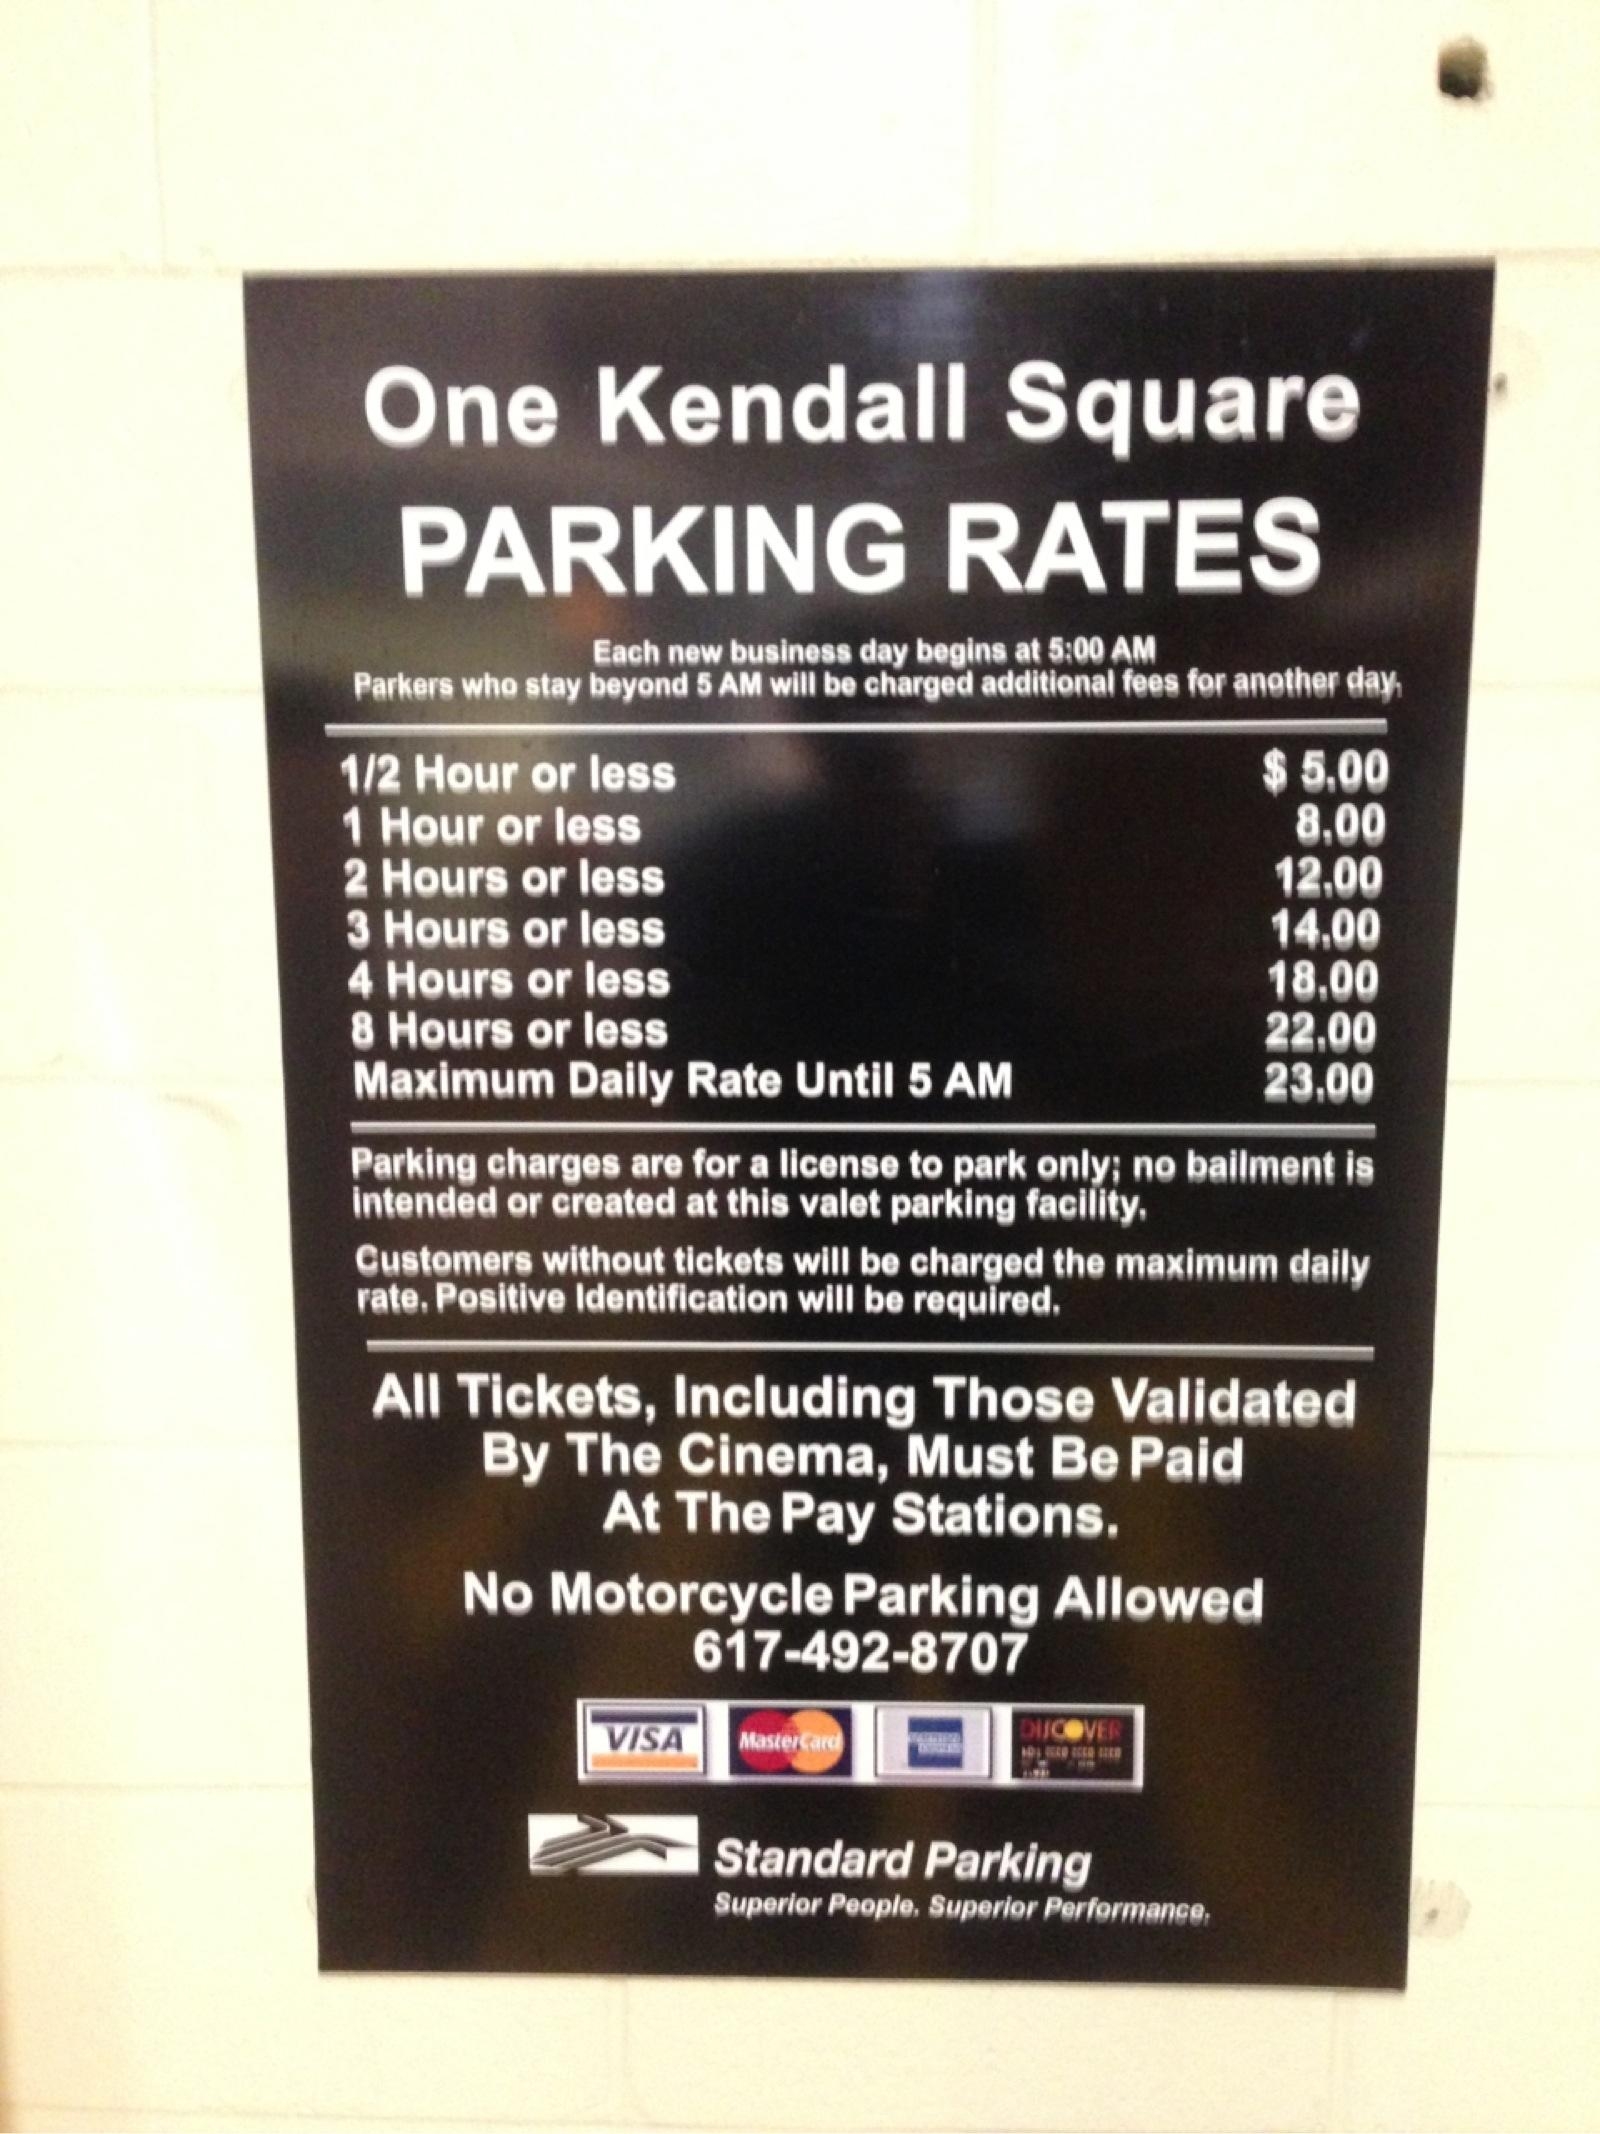 One Kendall Square
PARKING RATES
Each new business day begins at 5:00 AM
Parkers who stay beyond 5 AM will be charged additional fees for another day.
1/2 Hour or less $ 5.00
1 Hour or less 8.00
2 Hours or less 12.00
3 Hours or less 14.00
4 Hours or less 18.00
8 Hours or less 22.00
Maximum Daily Rate Until 5 AM 23.00
Parking charges are for a license to park only; no bailment is
intended or created at this valet parking facility.
Customers without tickets will be charged the maximum daily
rate. Positive Identification will be required.
All Tickets, Including Those Validated
By The Cinema, Must Be Paid
At The Pay Stations.
No Motorcycle Parking Allowed
617-492-8707
VISA MasterCard DISCOVER
Standard Parking
Superior People. Superior Performance.